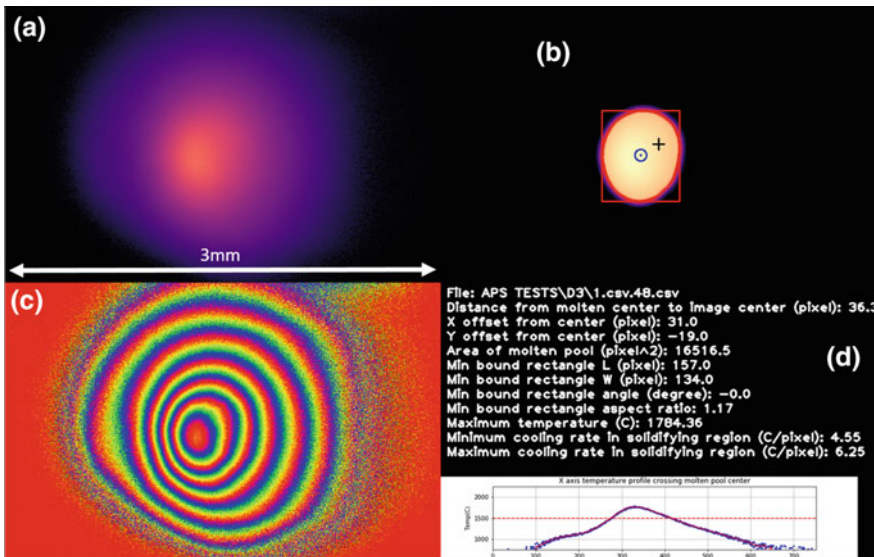 (a)
(b)
3mm
(c)
(d)
File: APS TESTS\D3\1.csv.48.csv
Distance from molten center to image center (pixel): 36.3
X offset from center (pixel): 31.0
Y offset from center (pixel): -19.0
Area of molten pool (pixel^2): 16516.5
Min bound rectangle L (pixel): 157.0
Min bound rectangle W (pixel): 134.0
Min bound rectangle angle (degree): -0.0
Min bound rectangle aspect ratio: 1.17
Maximum temperature (C): 1784.36
Minimum cooling rate in solidifying region (C/pixel): 4.55
Maximum cooling rate in solidifying region (C/pixel): 6.25
X axis temperature profile crossing molten pool center
Temp(C)
2000
1500
1000
0 100 200 300 400 500 600 700